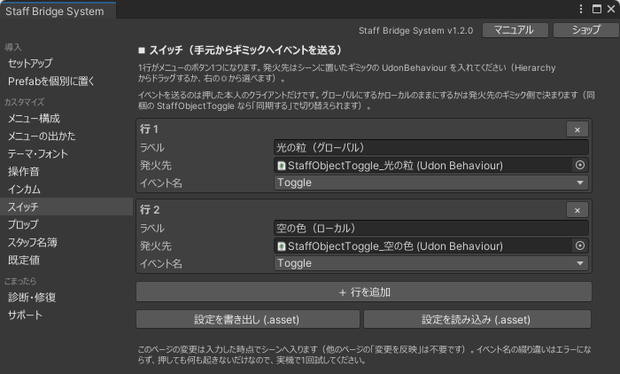 Staff Bridge System
Staff Bridge System v1.2.0
マニュアル
ショップ
導入
セットアップ
Prefabを個別に置く
カスタマイズ
メニュー構成
メニューの出かた
テーマ・フォント
操作音
インカム
スイッチ
プロップ
スタッフ名簿
既定値
こまったら
診断・修復
サポート
■ スイッチ（手元からギミックへイベントを送る）
1行がメニューのボタン1つになります。発火先はシーンに置いたギミックの UdonBehaviour を入れてください（Hierarchy
からドラッグするか、右の⊙から選べます）。
イベントを送るのは押した本人のクライアントだけです。グローバルにするかローカルのままにするかは発火先のギミック側で決まります（同
梱の StaffObjectToggle なら「同期する」で切り替えられます）。
行 1
×
ラベル
光の粒（グローバル）
発火先
StaffObjectToggle_光の粒 (Udon Behaviour)
イベント名
Toggle
行 2
×
ラベル
空の色（ローカル）
発火先
StaffObjectToggle_空の色 (Udon Behaviour)
イベント名
Toggle
＋ 行を追加
設定を書き出し (.asset)
設定を読み込み (.asset)
このページの変更は入力した時点でシーンへ入ります（他のページの「変更を反映」は不要です）。イベント名の綴り違いはエラーにな
らず、押しても何も起きないだけなので、実機で1回試してください。